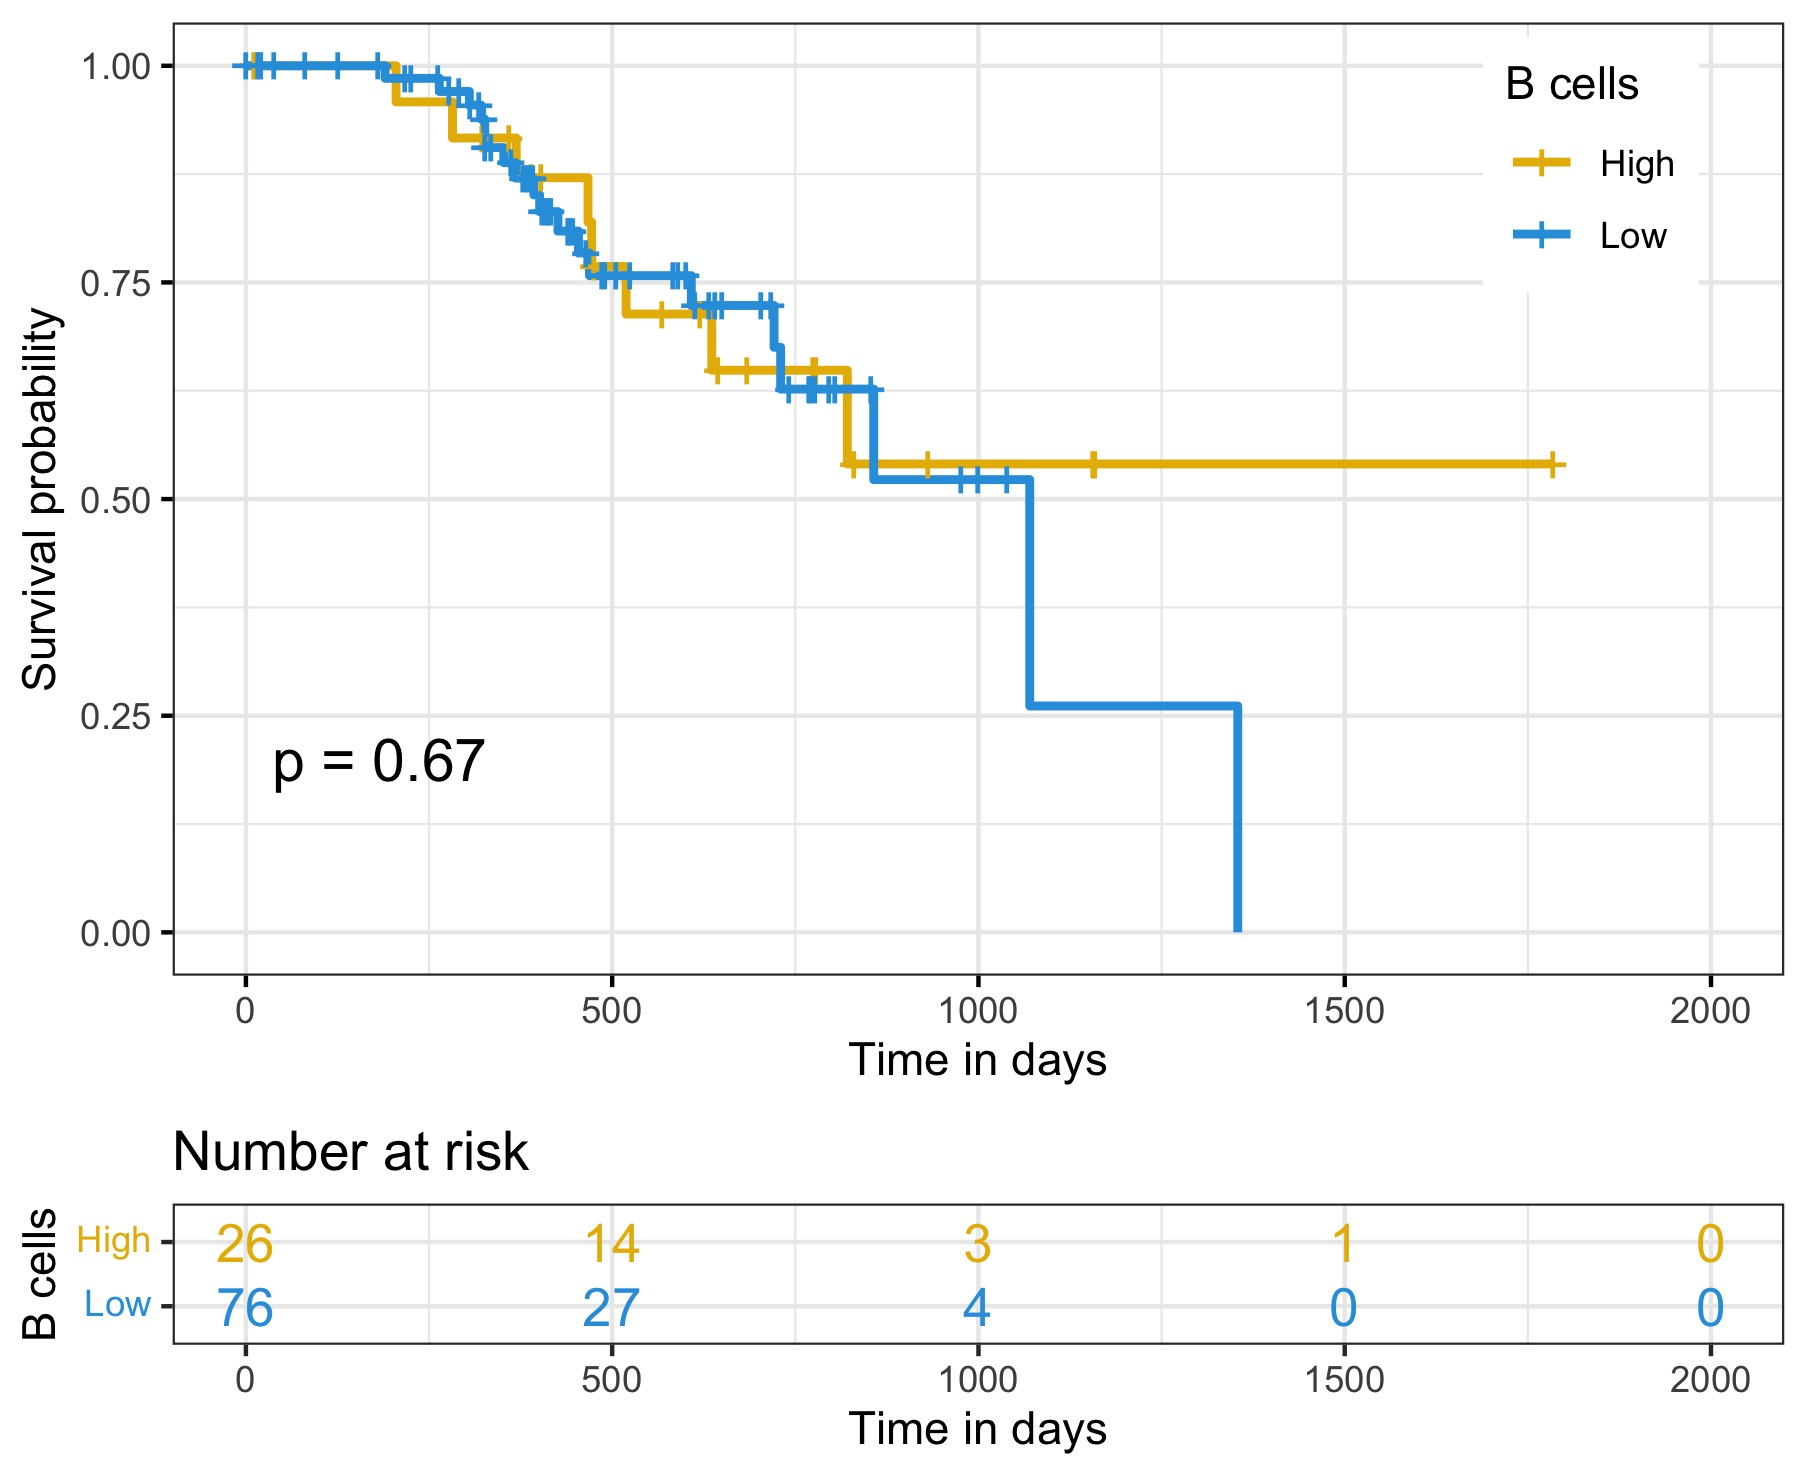 B cells
High
Low
1.00
0.75
0.50
0.25
0.00
Survival probability
p = 0.67
0 500 1000 1500 2000
Time in days
Number at risk
B cells
High 26 14 3 1 0
Low 76 27 4 0 0
0 500 1000 1500 2000
Time in days